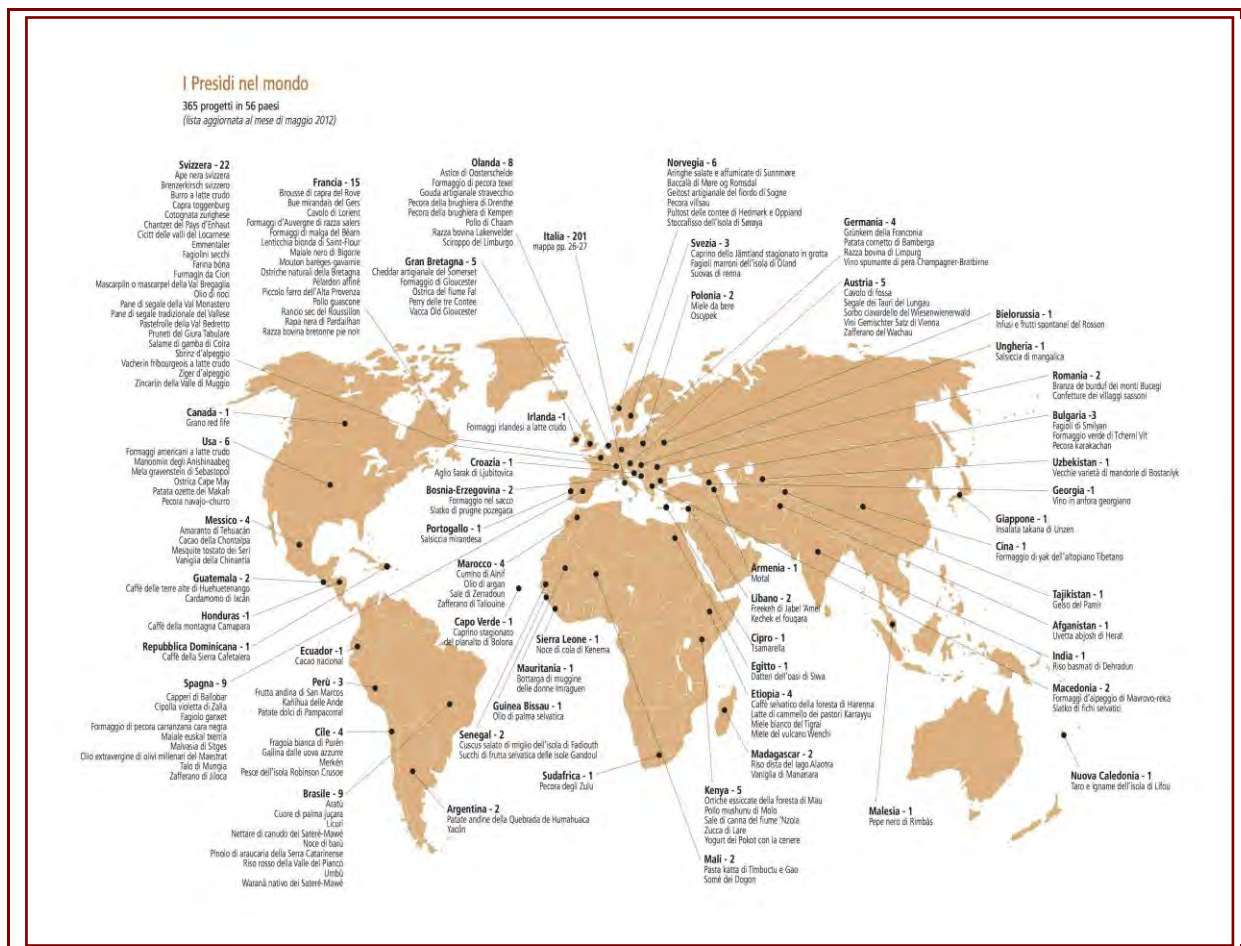 I Presìdi nel mondo
365 progetti in 56 paesi
(lista aggiornata al mese di maggio 2012)
Svizzera - 22
Ape nera svizzera
Brenzerkirsch svizzero
Burro a latte crudo
Capra toggenburg
Cotognata zurighese
Chantzet del Pays d'Enhaut
Cicitt delle valli del Locarnese
Emmentaler
Fagiolini secchi
Farina bóna
Furmagin da Cion
Mascarplin o mascarpel della Val Bregaglia
Olio di noci
Pane di segale della Val Monastero
Pane di segale tradizionale del Vallese
Pastefrolle della Val Bedretto
Pruneti del Giura Tabulare
Salame di gamba di Coira
Sbrinz d'alpeggio
Vacherin fribourgeois a latte crudo
Ziger d'alpeggio
Zincarlin della Valle di Muggio
Francia - 15
Brousse di capra del Rove
Bue mirandais del Gers
Cavolo di Lorient
Formaggi d'Auvergne di razza salers
Formaggi di malga del Béarn
Lenticchia bionda di Saint-Flour
Maiale nero di Bigorre
Mouton barèges-gavarnie
Ostriche naturali della Bretagna
Pélardon affiné
Piccolo farro dell'Alta Provenza
Pollo guascone
Rancio sec del Roussillon
Rapa nera di Pardailhan
Razza bovina bretonne pie noir
Olanda - 8
Astice di Oosterschelde
Formaggio di pecora texel
Gouda artigianale stravecchio
Pecora della brughiera di Drenthe
Pecora della brughiera di Kempen
Pollo di Chaam
Razza bovina Lakenvelder
Sciroppo del Limburgo
Gran Bretagna - 5
Cheddar artigianale del Somerset
Formaggio di Gloucester
Ostrica del fiume Fal
Perry delle tre Contee
Vacca Old Gloucester
Italia - 201
mappa pp. 26-27
Norvegia - 6
Aringhe salate e affumicate di Sunnmøre
Baccalà di Møre og Romsdal
Geitost artigianale del fiordo di Sogne
Pecora villsau
Pultost delle contee di Hedmark e Oppland
Stoccafisso dell'Isola di Sørøya
Svezia - 3
Caprino dello Jämtland stagionato in grotta
Fagioli marroni dell'isola di Öland
Suovas di renna
Polonia - 2
Miele da bere
Oscypek
Germania - 4
Grünkern della Franconia
Patata cornetto di Bamberga
Razza bovina di Limpurg
Vino spumante di pera Champagner-Bratbirne
Austria - 5
Cavolo di fossa
Segale dei Tauri del Lungau
Sorbo ciavardello del Wiesenwienerwald
Vini Gemischter Satz di Vienna
Zafferano del Wachau
Bielorussia - 1
Infusi e frutti spontanei del Rosson
Ungheria - 1
Salsiccia di mangalica
Romania - 2
Branza de burduf dei monti Bucegi
Confetture dei villaggi sassoni
Bulgaria -3
Fagioli di Smilyan
Formaggio verde di Tcherni Vit
Pecora karakachan
Uzbekistan - 1
Vecchie varietà di mandorle di Bostanlyk
Georgia -1
Vino in anfora georgiano
Giappone - 1
Insalata takana di Unzen
Cina - 1
Formaggio di yak dell'altopiano Tibetano
Tajikistan - 1
Gelso del Pamir
Afganistan - 1
Uvetta abjosh di Herat
India - 1
Riso basmati di Dehradun
Macedonia - 2
Formaggi d'alpeggio di Mavrovo-reka
Slatko di fichi selvatici
Nuova Caledonia - 1
Taro e igname dell'isola di Lifou
Malesia - 1
Pepe nero di Rimbàs
Irlanda -1
Formaggi irlandesi a latte crudo
Croazia - 1
Aglio šarak di Ljubitovica
Bosnia-Erzegovina - 2
Formaggio nel sacco
Slatko di prugne pozegaca
Portogallo - 1
Salsiccia mirandesa
Marocco - 4
Cumino di Alnif
Olio di argan
Sale di Zerradoun
Zafferano di Taliouine
Capo Verde - 1
Caprino stagionato
del planalto di Bolona
Sierra Leone - 1
Noce di cola di Kenema
Mauritania - 1
Bottarga di muggine
delle donne Imraguen
Guinea Bissau - 1
Olio di palma selvatica
Senegal - 2
Cuscus salato di miglio dell'isola di Fadiouth
Succhi di frutta selvatica delle isole Gandoul
Sudafrica - 1
Pecora degli Zulu
Armenia - 1
Motal
Libano - 2
Freekeh di Jabel 'Amel
Kechek el fougara
Cipro - 1
Tsamarella
Egitto - 1
Datteri dell'oasi di Siwa
Etiopia - 4
Caffè selvatico della foresta di Harenna
Latte di cammello dei pastori Karrayyu
Miele bianco del Tigrai
Miele del vulcano Wenchi
Madagascar - 2
Riso dista del lago Alaotra
Vaniglia di Mananara
Kenya - 5
Ortiche essiccate della foresta di Mau
Pollo mushunu di Molo
Sale di canna del fiume 'Nzoia
Zucca di Lare
Yogurt dei Pokot con la cenere
Mali - 2
Pasta katta di Timbuctu e Gao
Somè dei Dogon
Canada - 1
Grano red fife
Usa - 6
Formaggi americani a latte crudo
Manoomin degli Anishinaabeg
Mela gravenstein di Sebastopol
Ostrica Cape May
Patata ozette dei Makah
Pecora navajo-churro
Messico - 4
Amaranto di Tehuacán
Cacao della Chontalpa
Mesquite tostato dei Seri
Vaniglia della Chinantla
Guatemala - 2
Caffè delle terre alte di Huehuetenango
Cardamomo di Ixcán
Honduras -1
Caffè della montagna Camapara
Repubblica Dominicana - 1
Caffè della Sierra Cafetalera
Spagna - 9
Capperi di Ballobar
Cipolla violetta di Zalla
Fagiolo ganxet
Formaggio di pecora carranzana cara negra
Maiale euskal txerria
Malvasia di Sitges
Olio extravergine di olivi millenari del Maestrat
Talo di Mungia
Zafferano di Jiloca
Ecuador -1
Cacao nacional
Perù - 3
Frutta andina di San Marcos
Kañihua delle Ande
Patate dolci di Pampacorral
Cile - 4
Fragola bianca di Purén
Gallina dalle uova azzurre
Merkén
Pesce dell'isola Robinson Crusoe
Brasile - 9
Aratù
Cuore di palma juçara
Licuri
Nettare di canudo dei Sateré-Mawé
Noce di barù
Pinolo di araucaria della Serra Catarinense
Riso rosso della Valle del Piancò
Umbù
Waranà nativo dei Sateré-Mawé
Argentina - 2
Patate andine della Quebrada de Humahuaca
Yacón